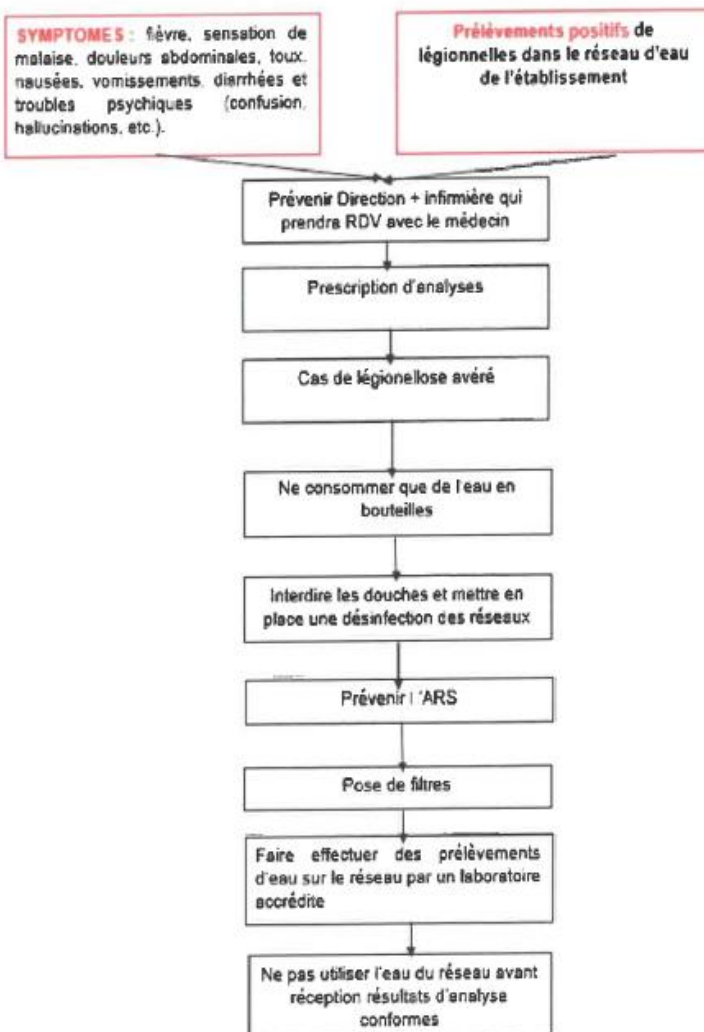 SYMPTOMES : fièvre, sensation de
malaise, douleurs abdominales, toux,
nausées, vomissements, diarrhées et
troubles psychiques (confusion,
hallucinations, etc.).
Prélèvements positifs de
légionnelles dans le réseau d'eau
de l'établissement
Prévenir Direction + infirmière qui
prendra RDV avec le médecin
Prescription d'analyses
Cas de légionellose avéré
Ne consommer que de l'eau en
bouteilles
Interdire les douches et mettre en
place une désinfection des réseaux
Prévenir l 'ARS
Pose de filtres
Faire effectuer des prélèvements
d'eau sur le réseau par un laboratoire
accrédite
Ne pas utiliser l'eau du réseau avant
réception résultats d'analyse
conformes